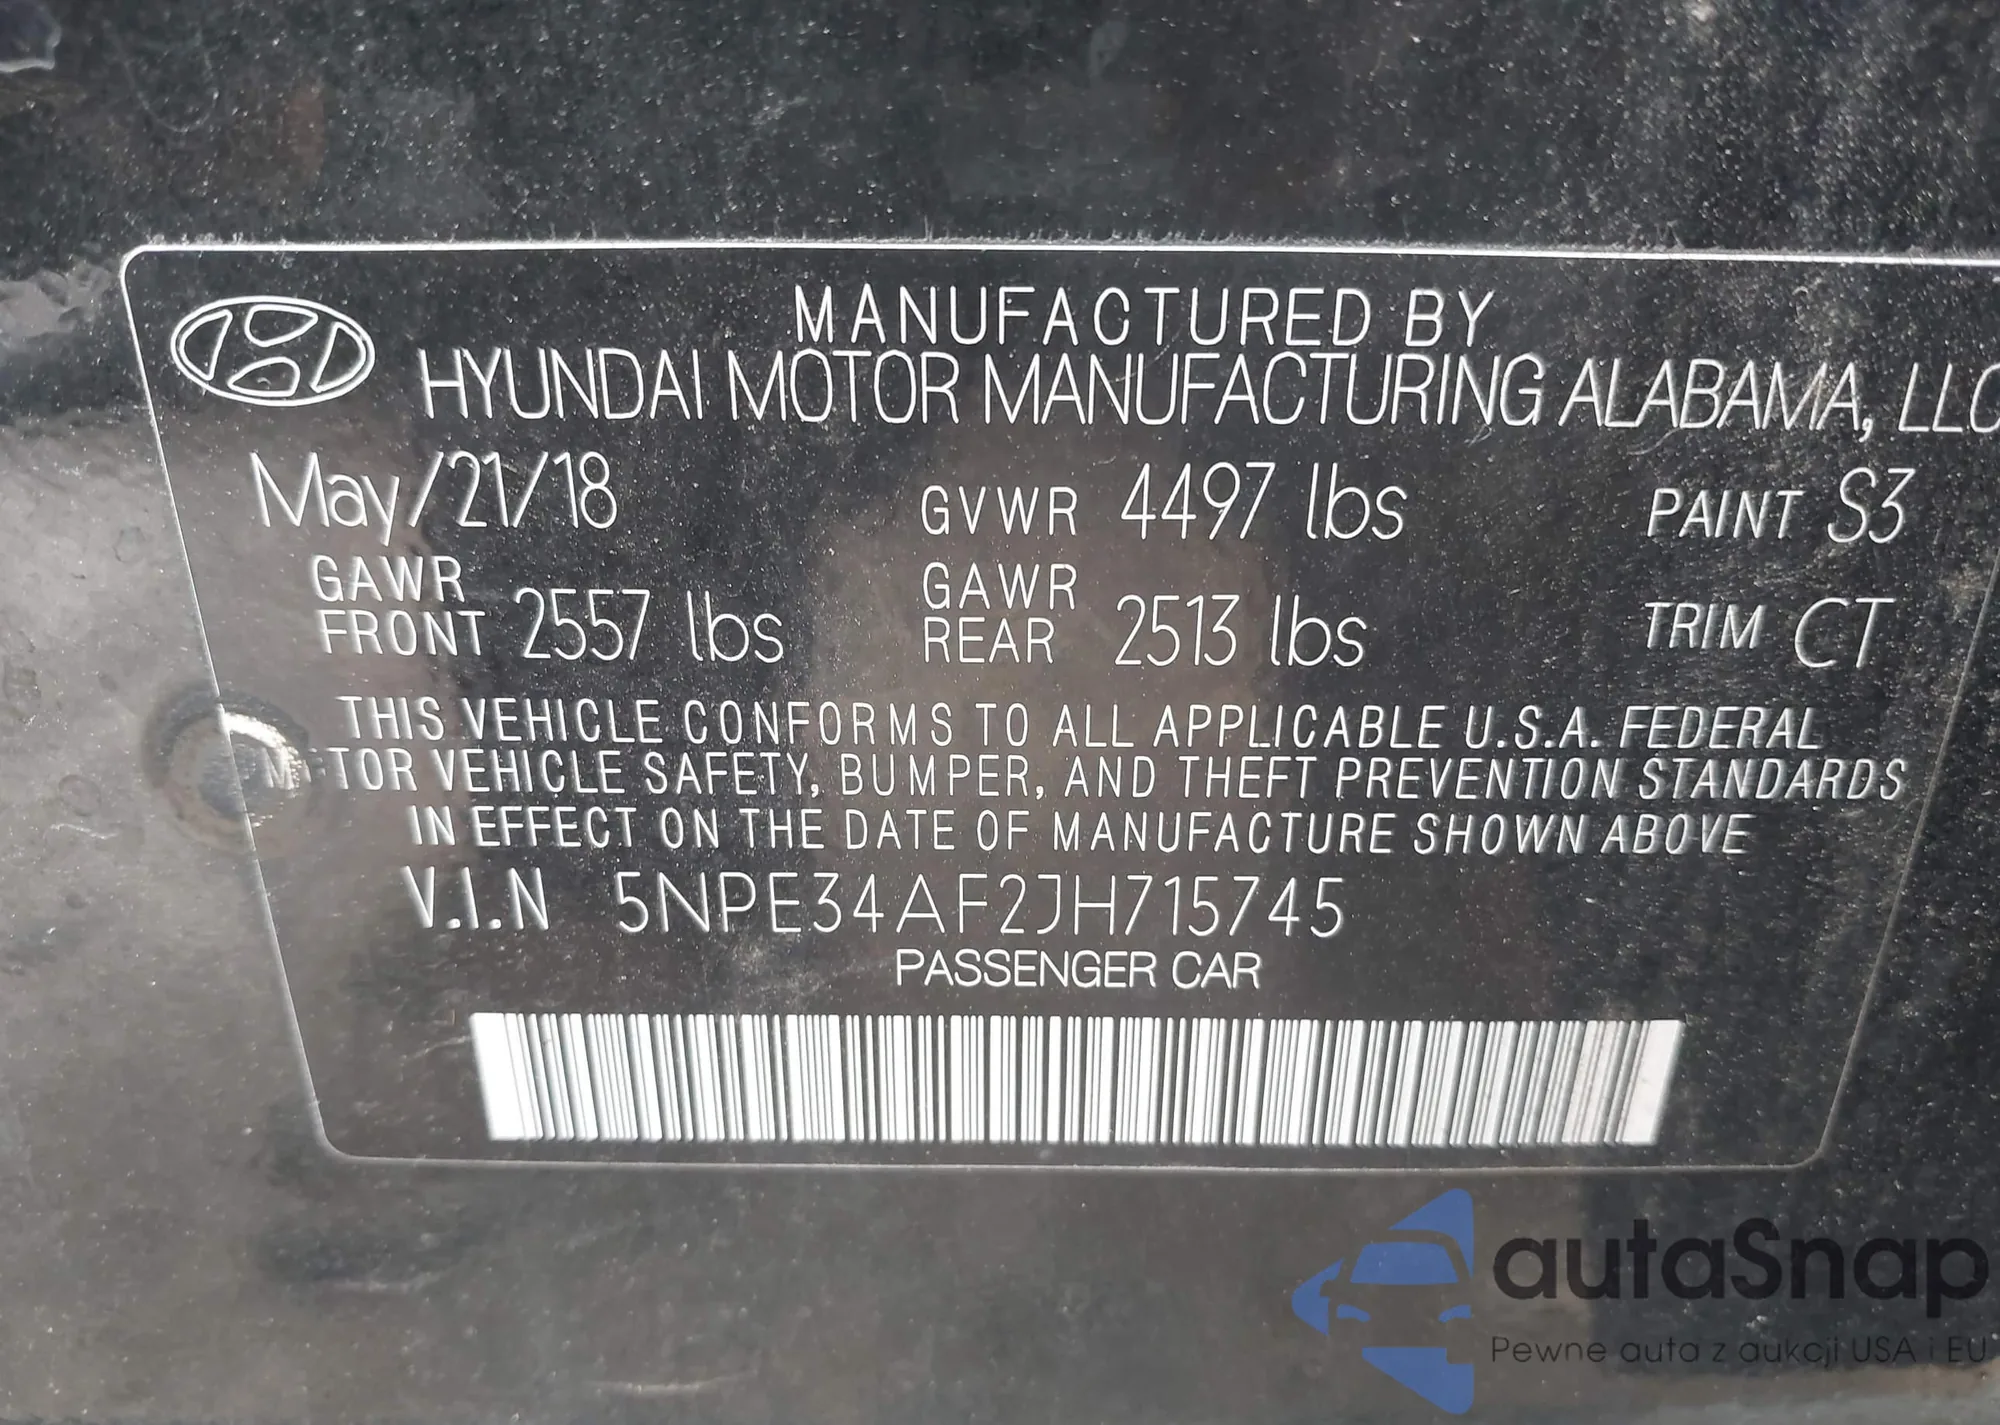 MANUFACTURED BY
HYUNDAI MOTOR MANUFACTURING ALABAMA, LLC
May/21/18 GVWR 4497 lbs PAINT S3
GAWR FRONT 2557 lbs GAWR REAR 2513 lbs TRIM CT
THIS VEHICLE CONFORMS TO ALL APPLICABLE U.S.A. FEDERAL
MOTOR VEHICLE SAFETY, BUMPER, AND THEFT PREVENTION STANDARDS
IN EFFECT ON THE DATE OF MANUFACTURE SHOWN ABOVE
V.I.N 5NPE34AF2JH715745
PASSENGER CAR
autaSnap
Pewne auta z aukcji USA i EU